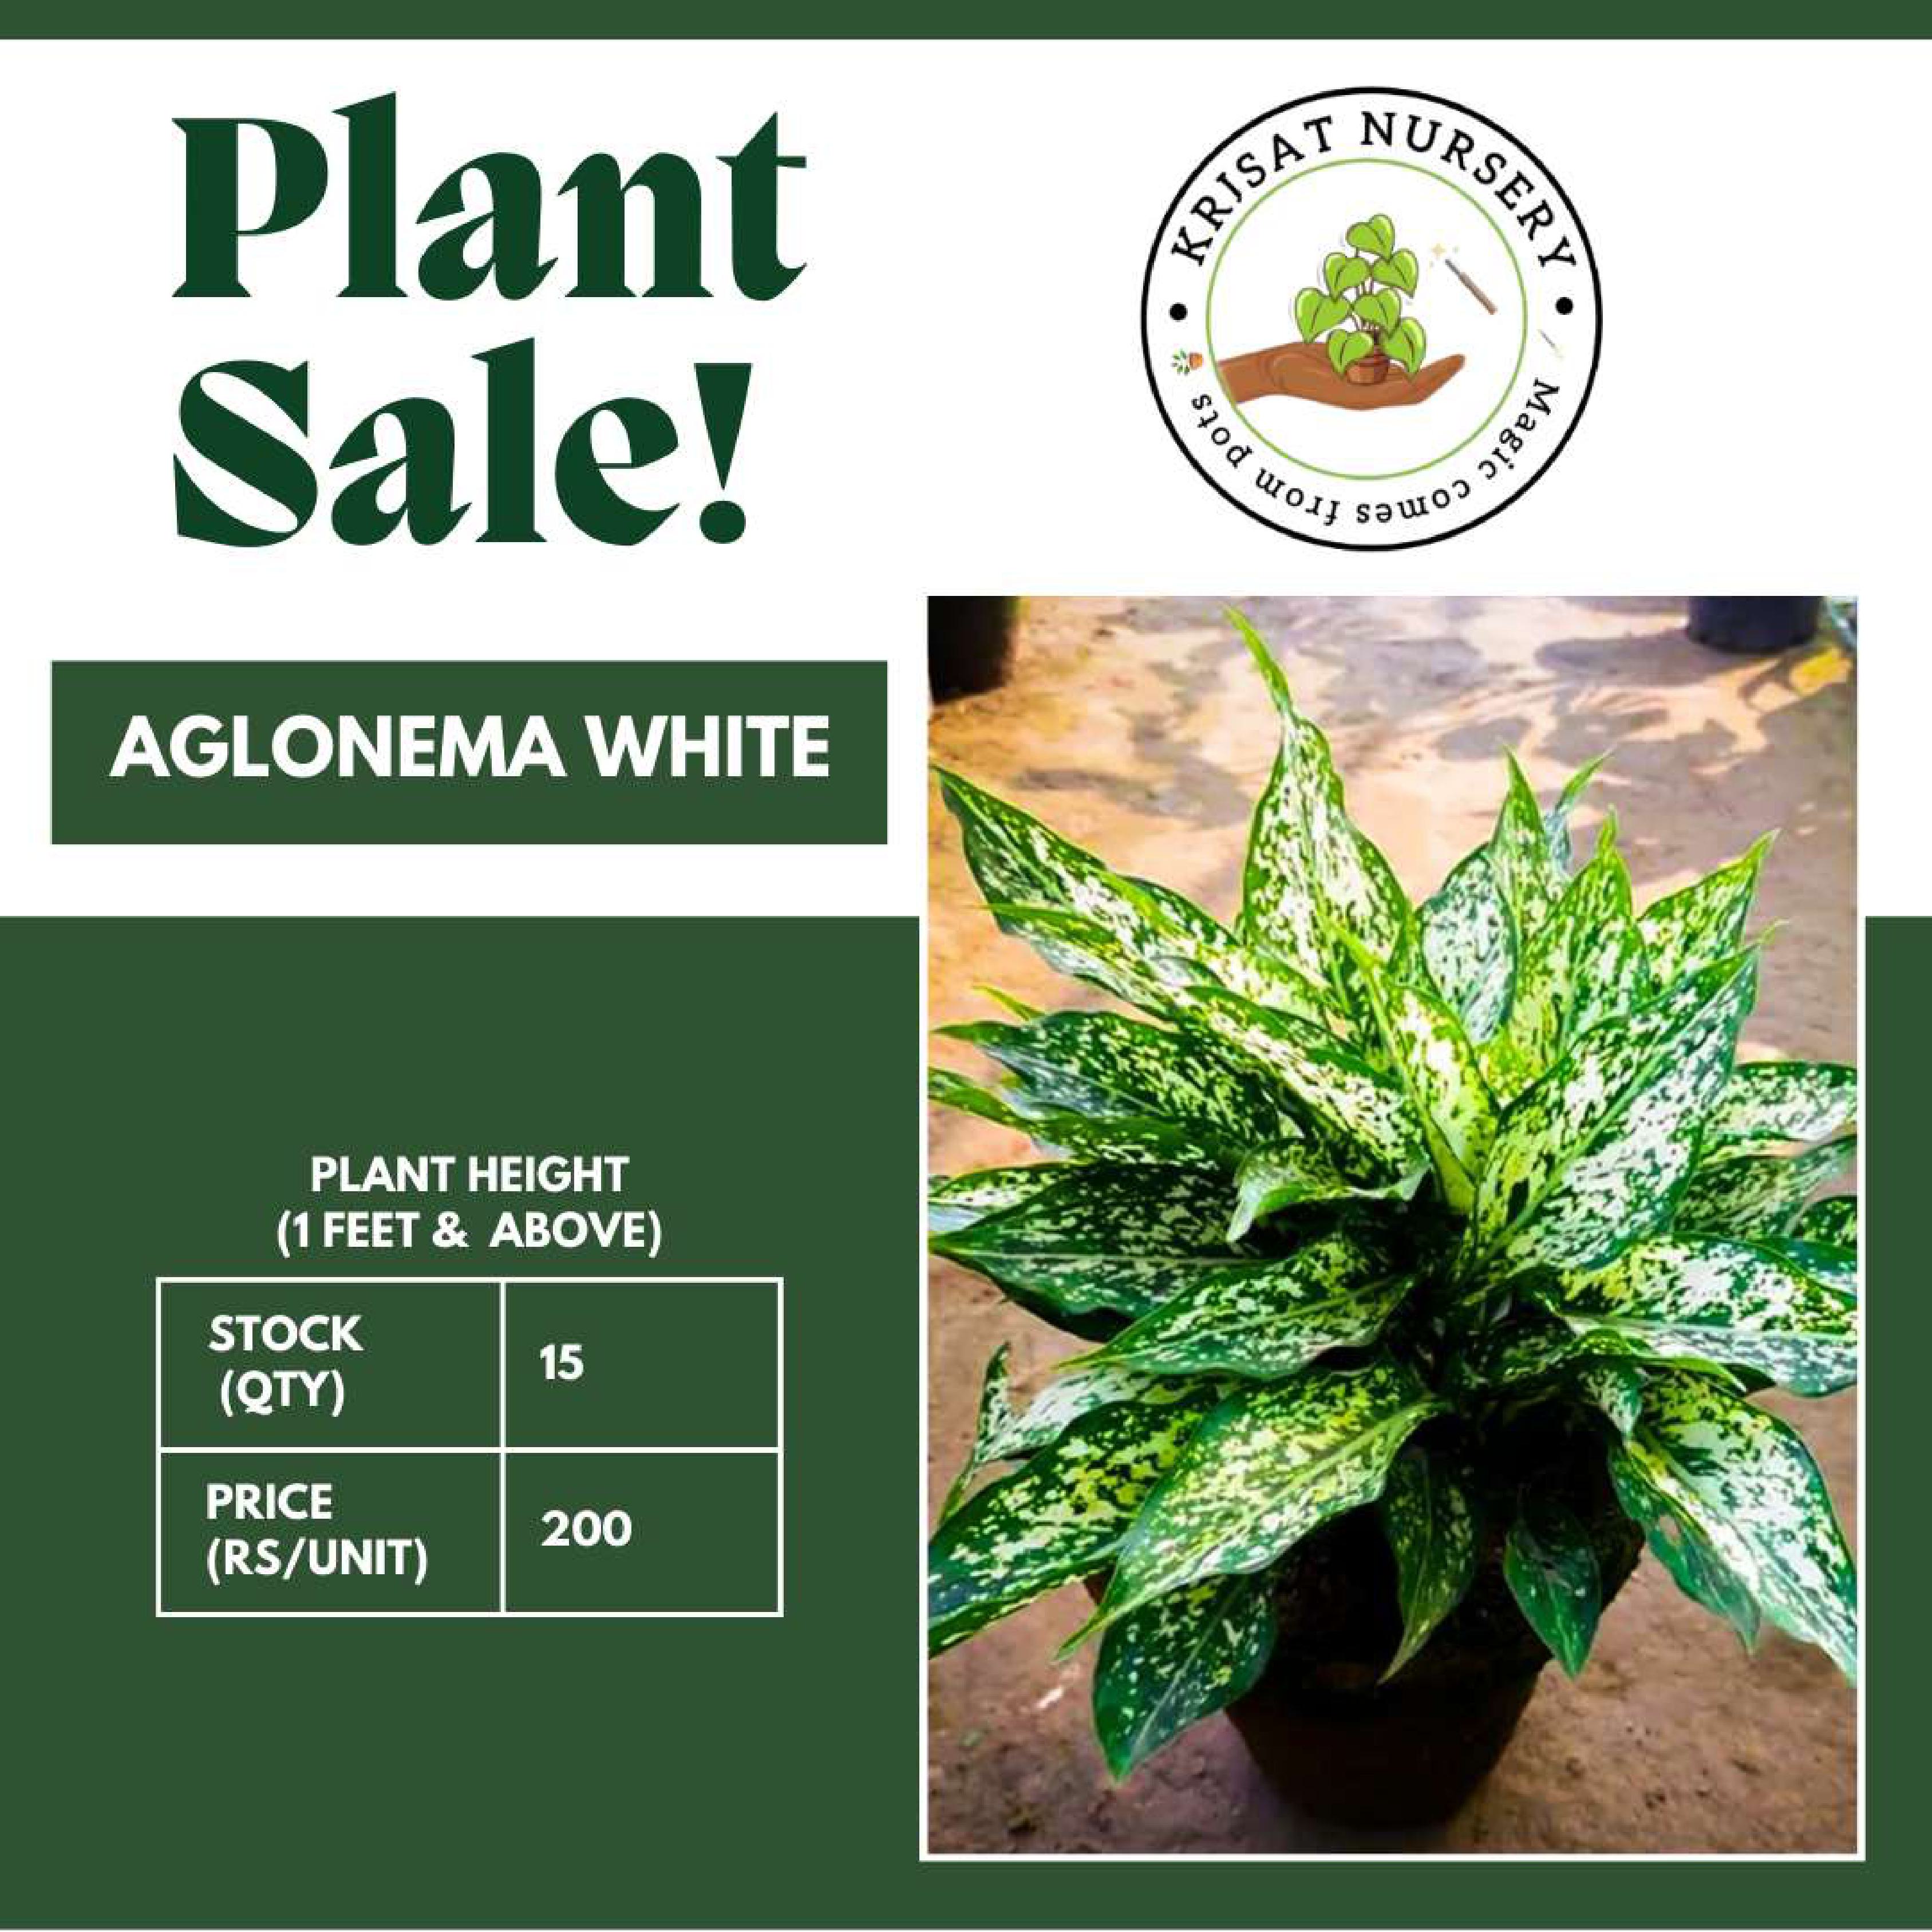 Plant
Sale!
KRISAT NURSERY
Magic comes from pots
AGLONEMA WHITE
PLANT HEIGHT
(1 FEET & ABOVE)
STOCK
(QTY)
15
PRICE
(RS/UNIT)
200